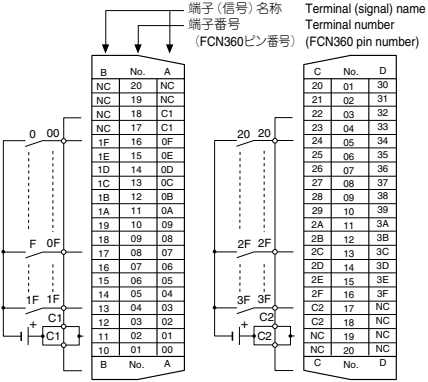 端子(信号)名称 Terminal (signal) name
端子番号 Terminal number
(FCN360ピン番号) (FCN360 pin number)
B No. A
NC 20 NC
NC 19 NC
NC 18 C1
NC 17 C1
1F 16 0F
1E 15 0E
1D 14 0D
1C 13 0C
1B 12 0B
1A 11 0A
19 10 09
18 09 08
17 08 07
16 07 06
15 06 05
14 05 04
13 04 03
12 03 02
11 02 01
10 01 00
B No. A
0 00
F 0F
1F 1F
C1
+
C1
C No. D
20 01 30
21 02 31
22 03 32
23 04 33
24 05 34
25 06 35
26 07 36
27 08 37
28 09 38
29 10 39
2A 11 3A
2B 12 3B
2C 13 3C
2D 14 3D
2E 15 3E
2F 16 3F
C2 17 NC
C2 18 NC
NC 19 NC
NC 20 NC
C No. D
20 20
2F 2F
3F 3F
C2
+
C2